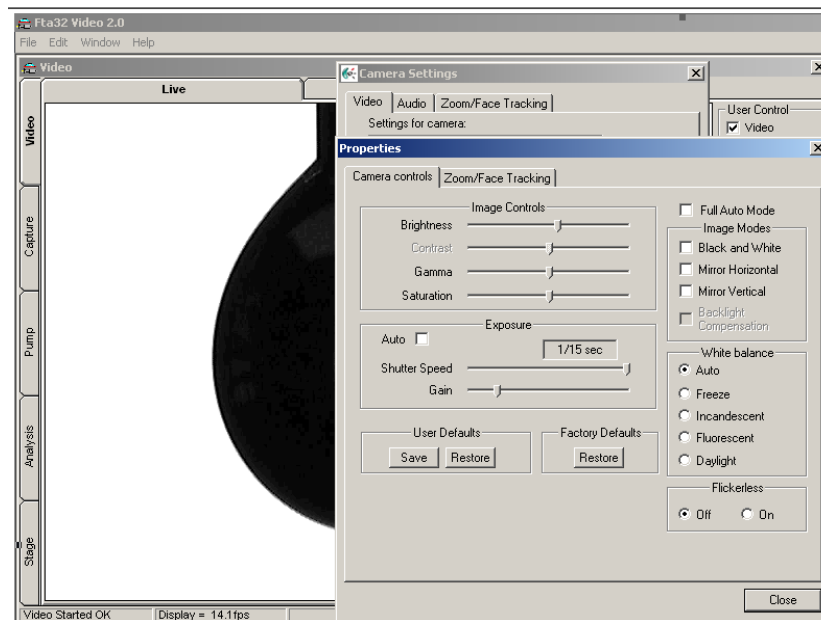 Fta32 Video 2.0
File Edit Window Help
Video
Live
Video
Capture
Pump
Analysis
Stage
Camera Settings
Video Audio Zoom/Face Tracking
Settings for camera:
User Control
Video
Properties
Camera controls Zoom/Face Tracking
Image Controls
Brightness
Contrast
Gamma
Saturation
Exposure
Auto
1/15 sec
Shutter Speed
Gain
User Defaults
Save Restore
Factory Defaults
Restore
Full Auto Mode
Image Modes
Black and White
Mirror Horizontal
Mirror Vertical
Backlight
Compensation
White balance
Auto
Freeze
Incandescent
Fluorescent
Daylight
Flickerless
Off On
Close
Video Started OK Display = 14.1fps